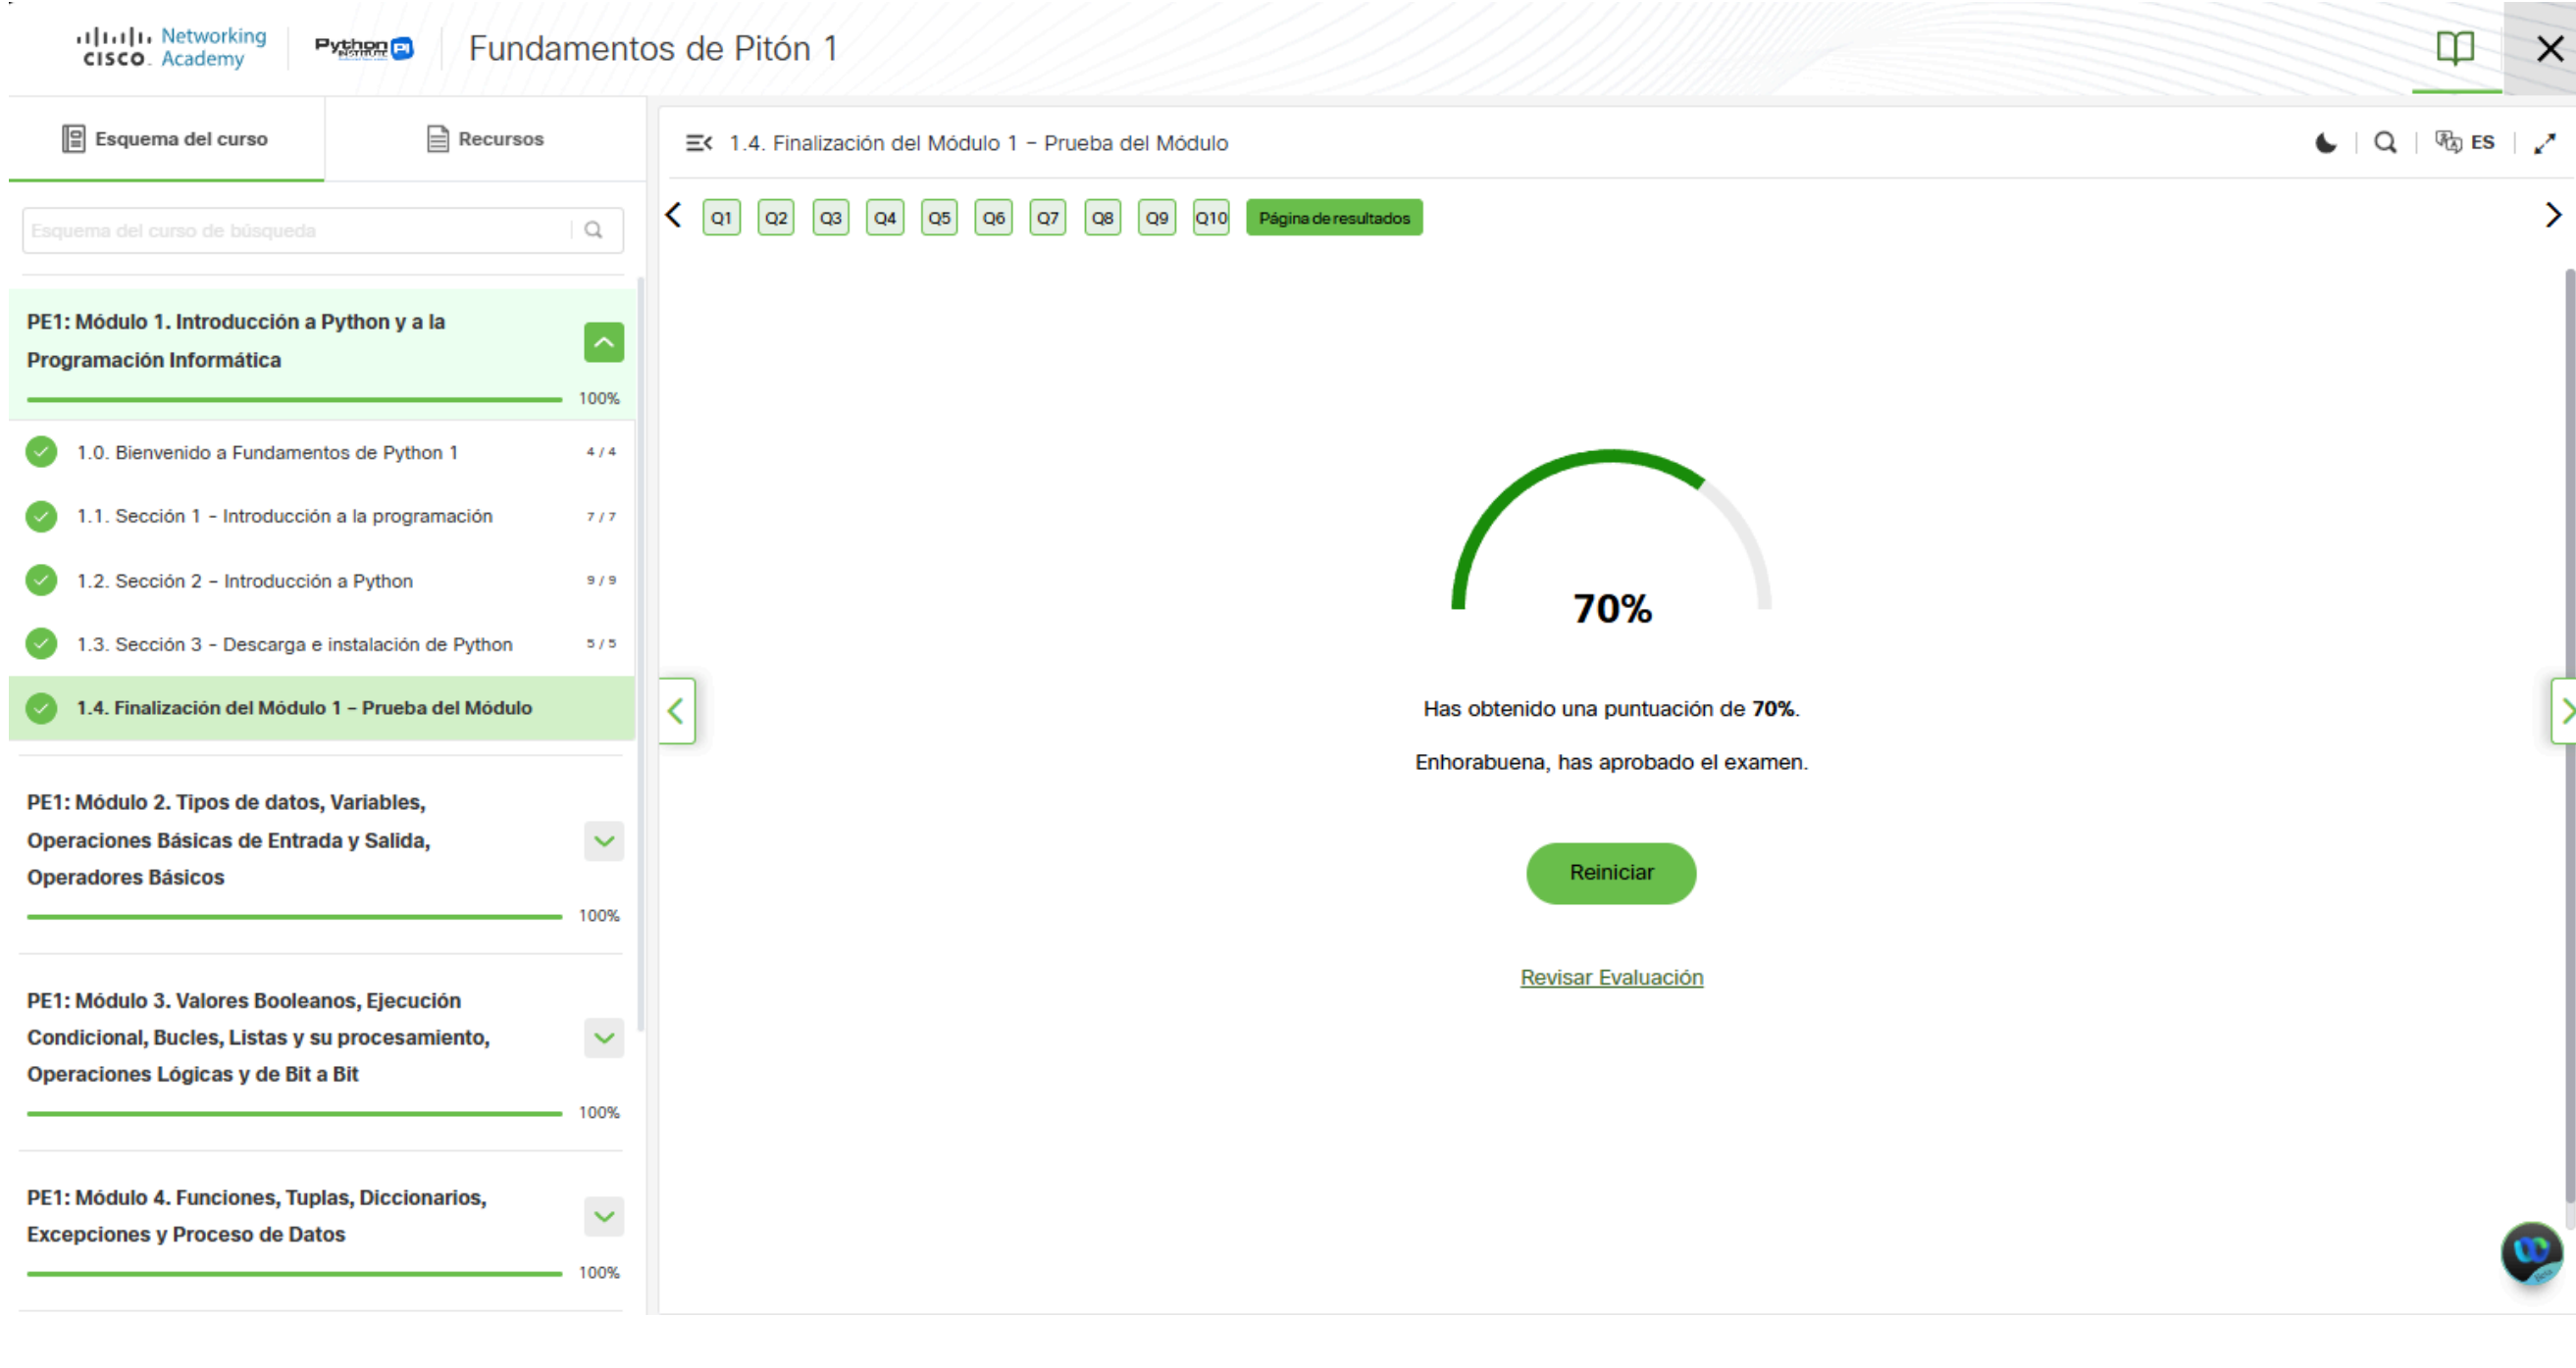 Networking
CISCO Academy
Python INSTITUTE PI
Fundamentos de Pitón 1
Esquema del curso
Recursos
1.4. Finalización del Módulo 1 – Prueba del Módulo
ES
Esquema del curso de búsqueda
Q1 Q2 Q3 Q4 Q5 Q6 Q7 Q8 Q9 Q10 Página de resultados
PE1: Módulo 1. Introducción a Python y a la
Programación Informática
100%
1.0. Bienvenido a Fundamentos de Python 1 4 / 4
1.1. Sección 1 – Introducción a la programación 7 / 7
1.2. Sección 2 – Introducción a Python 9 / 9
1.3. Sección 3 – Descarga e instalación de Python 5 / 5
1.4. Finalización del Módulo 1 – Prueba del Módulo
PE1: Módulo 2. Tipos de datos, Variables,
Operaciones Básicas de Entrada y Salida,
Operadores Básicos
100%
PE1: Módulo 3. Valores Booleanos, Ejecución
Condicional, Bucles, Listas y su procesamiento,
Operaciones Lógicas y de Bit a Bit
100%
PE1: Módulo 4. Funciones, Tuplas, Diccionarios,
Excepciones y Proceso de Datos
100%
70%
Has obtenido una puntuación de 70%.
Enhorabuena, has aprobado el examen.
Reiniciar
Revisar Evaluación
Beta